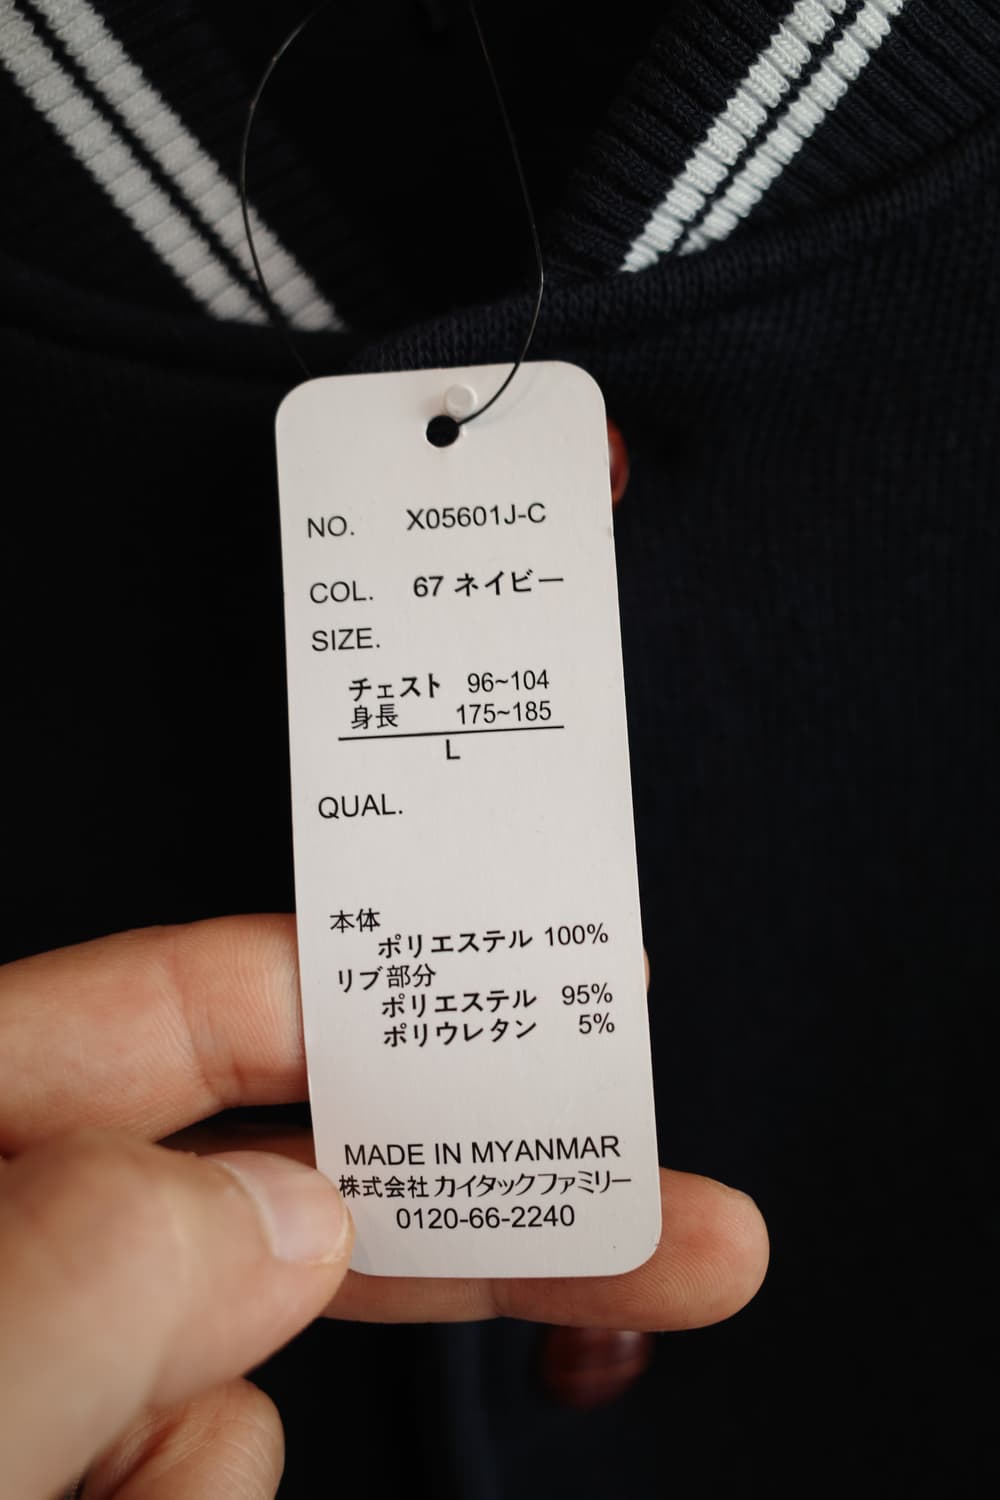 NO. X05601J-C
COL. 67 ネイビー
SIZE.
チェスト 96~104
身長 175~185
L
QUAL.
本体
ポリエステル 100%
リブ部分
ポリエステル 95%
ポリウレタン 5%
MADE IN MYANMAR
株式会社カイタックファミリー
0120-66-2240